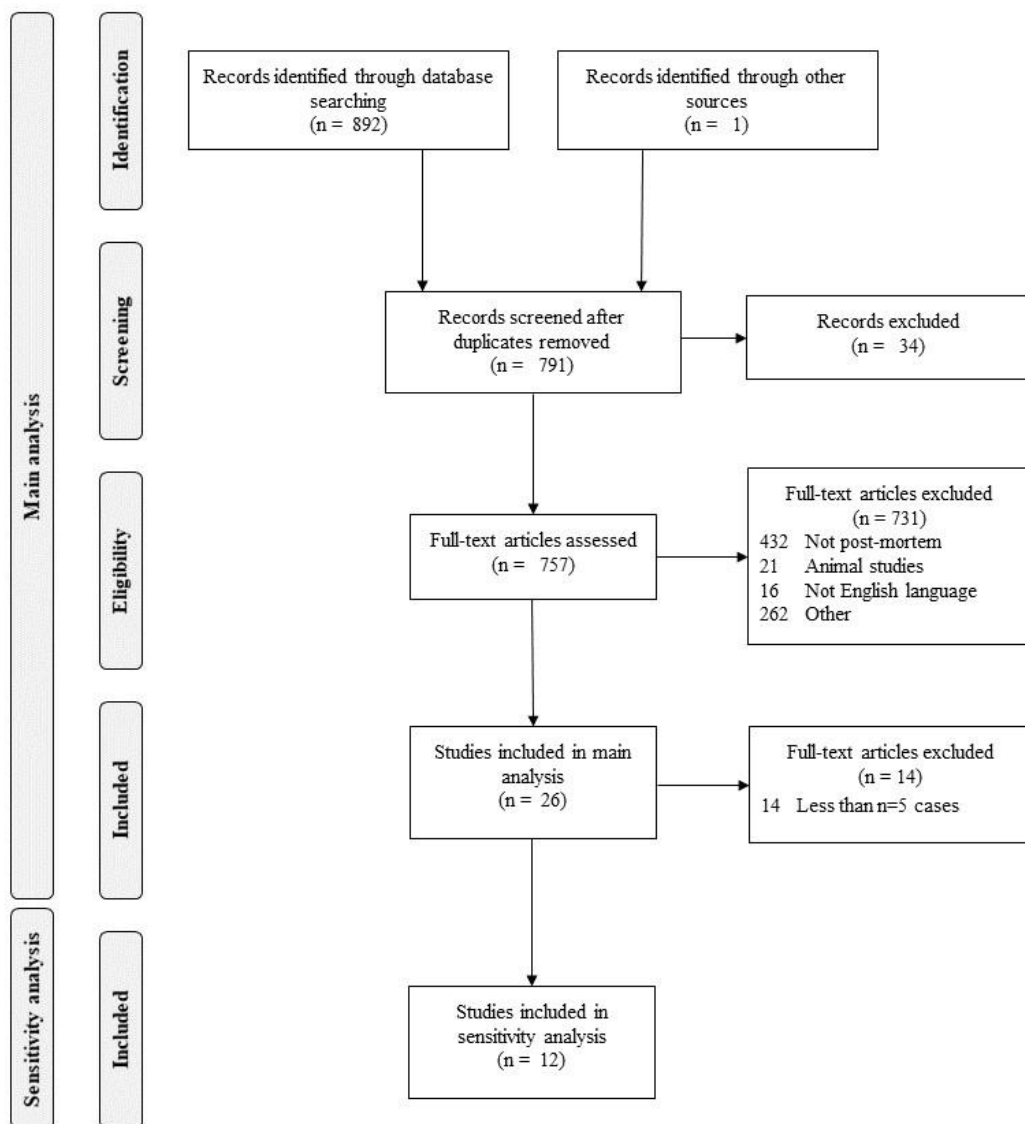 Main analysis
Sensitivity analysis
Identification
Records identified through database
searching
(n = 892)
Records identified through other
sources
(n = 1)
Screening
Records screened after
duplicates removed
(n = 791)
Records excluded
(n = 34)
Eligibility
Full-text articles assessed
(n = 757)
Full-text articles excluded
(n = 731)
432 Not post-mortem
21 Animal studies
16 Not English language
262 Other
Included
Studies included in main
analysis
(n = 26)
Full-text articles excluded
(n = 14)
14 Less than n=5 cases
Included
Studies included in
sensitivity analysis
(n = 12)